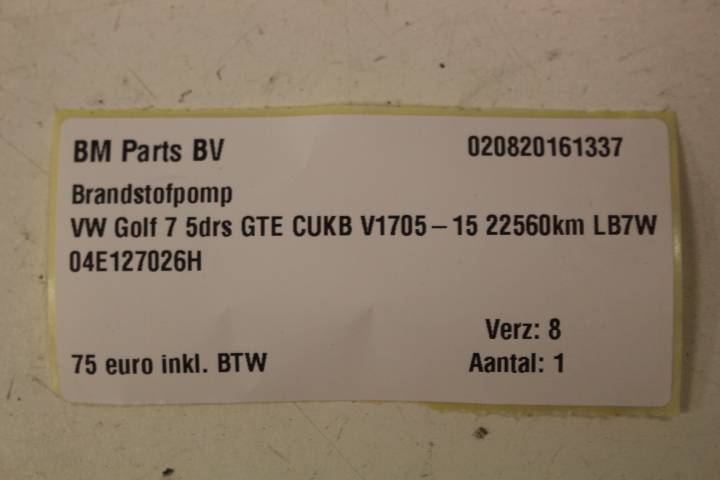 BM Parts BV 020820161337
Brandstofpomp
VW Golf 7 5drs GTE CUKB V1705 – 15 22560km LB7W
04E127026H
Verz: 8
75 euro inkl. BTW Aantal: 1